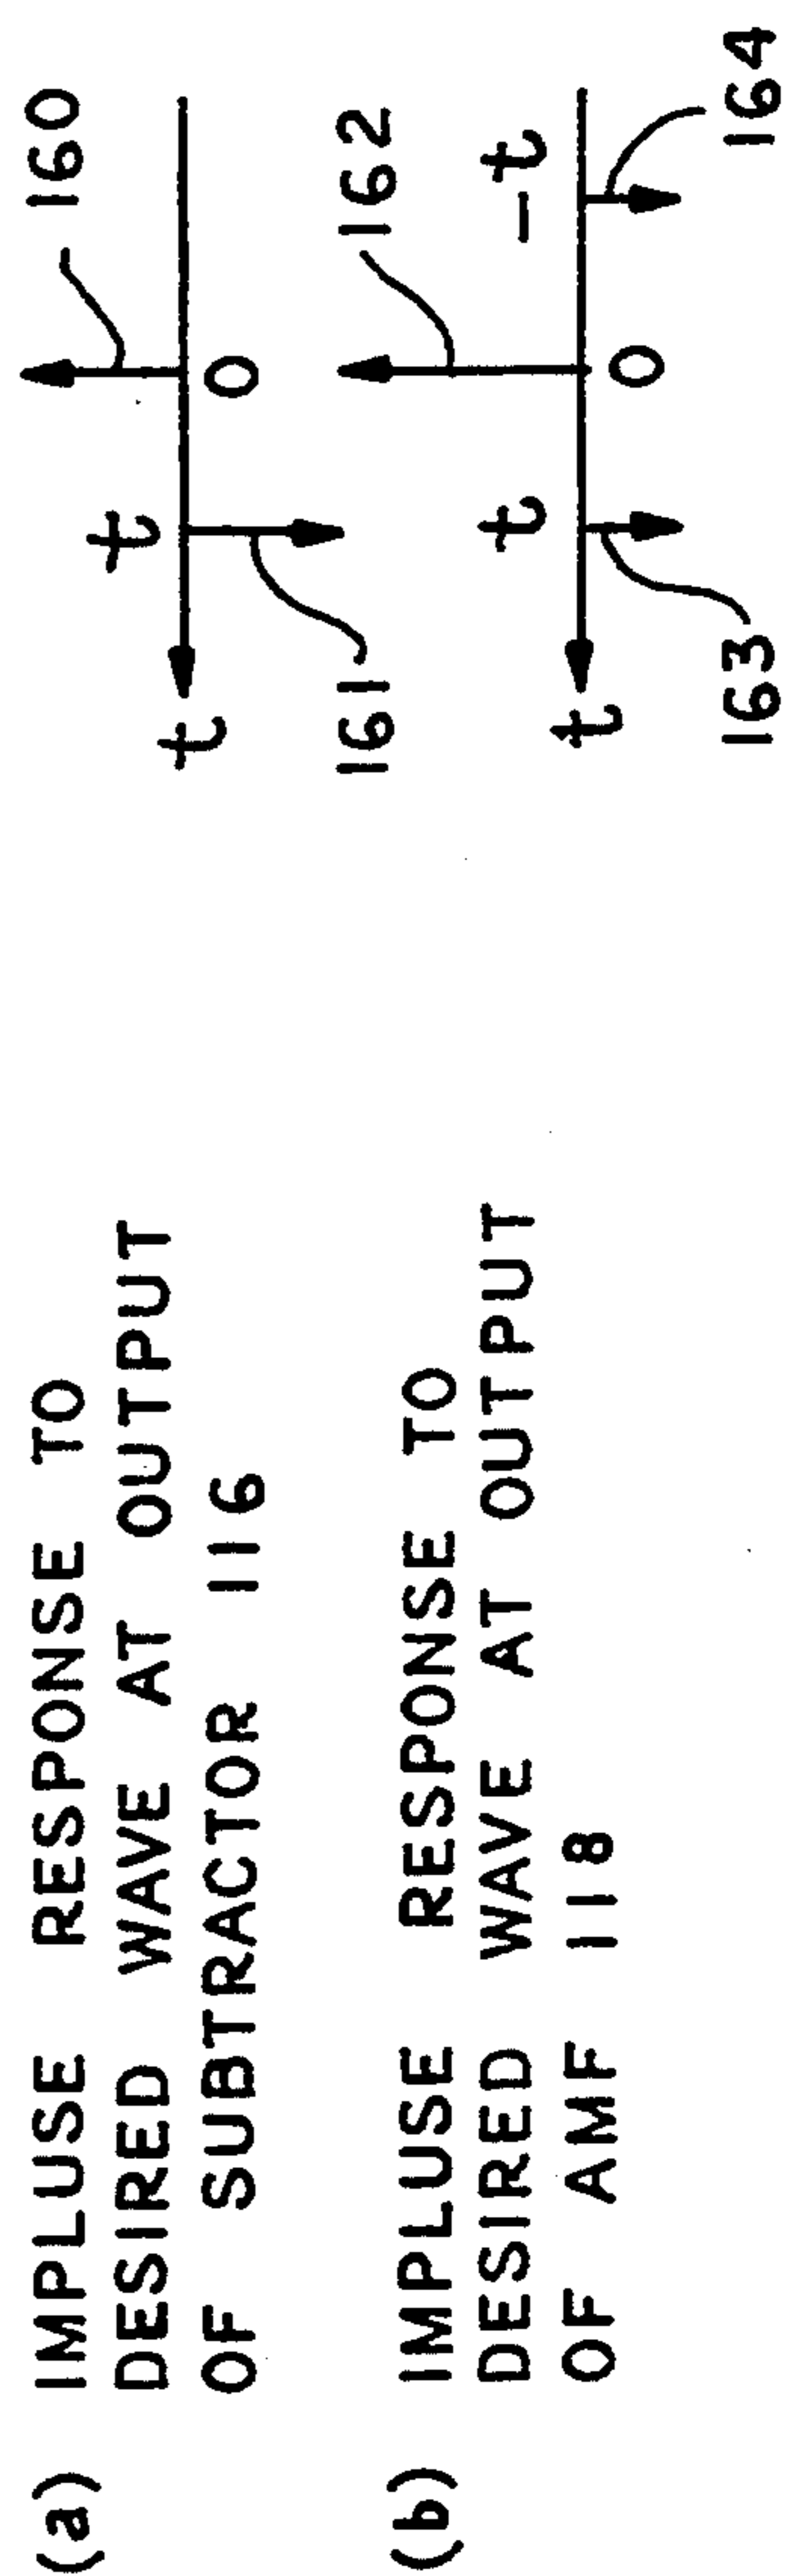 (a) IMPLUSE RESPONSE TO
DESIRED WAVE AT OUTPUT
OF SUBTRACTOR 116
t
161
t
0
160
(b) IMPLUSE RESPONSE TO
DESIRED WAVE AT OUTPUT
OF AMF 118
t
163
t
0
162
-t
164